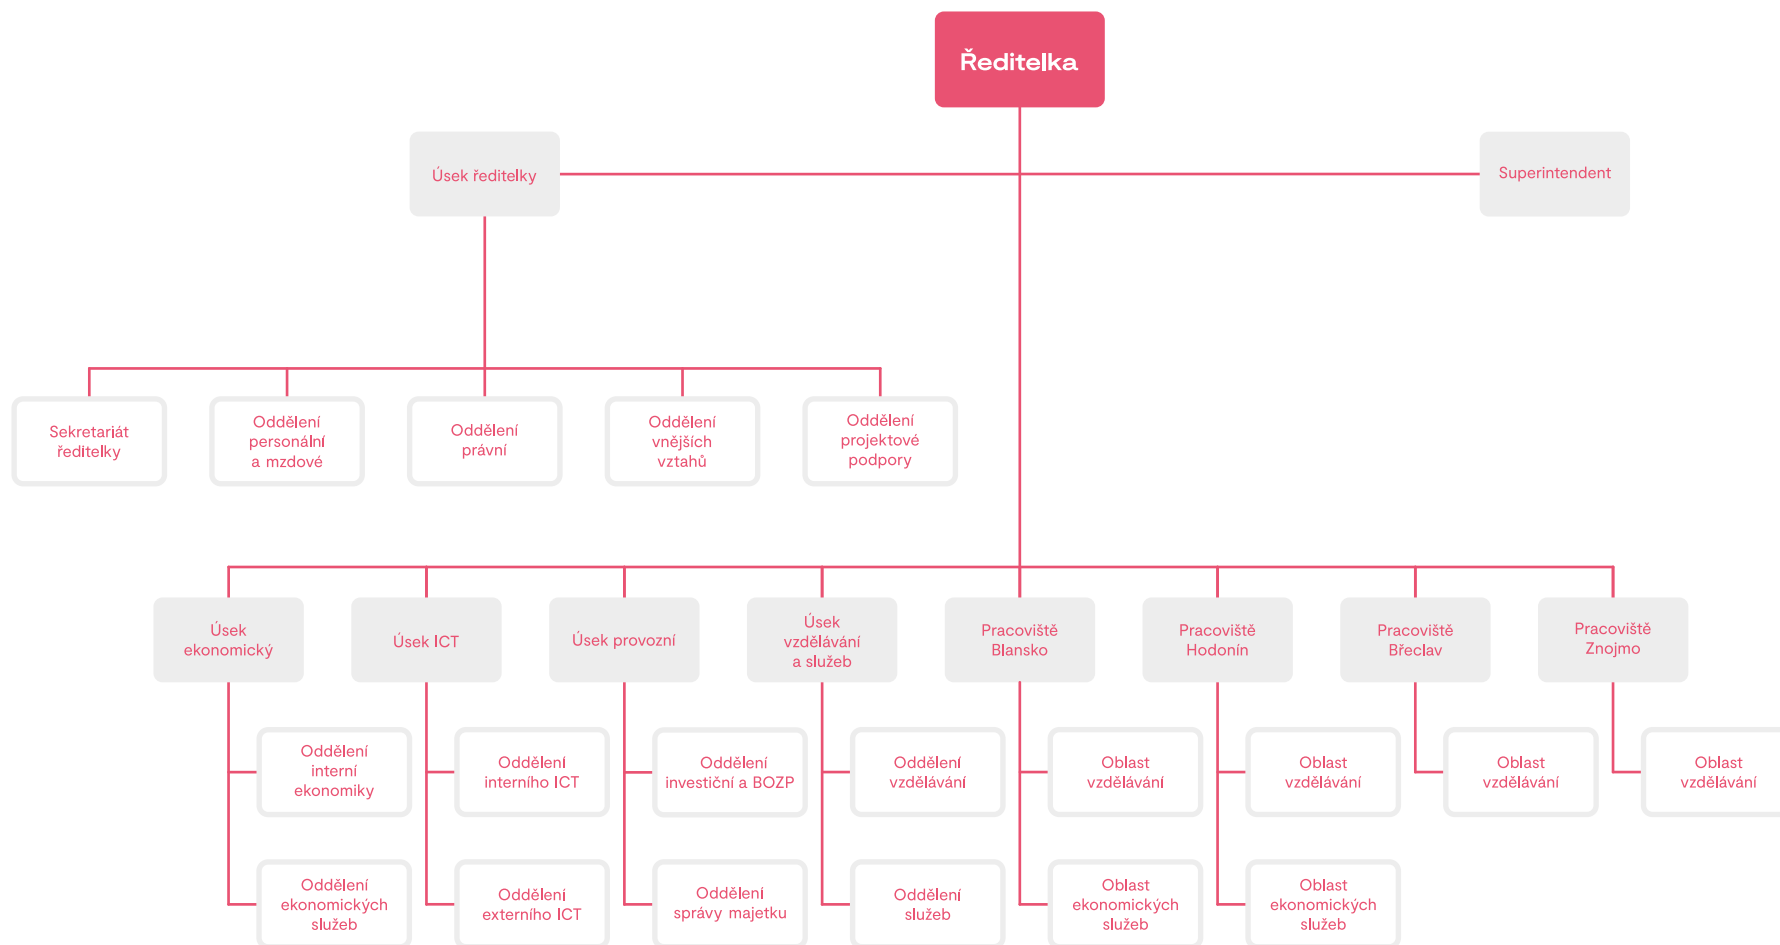 Ředitelka
Úsek ředitelky
Superintendent
Sekretariát
ředitelky
Oddělení
personální
a mzdové
Oddělení
právní
Oddělení
vnějších
vztahů
Oddělení
projektové
podpory
Úsek
ekonomický
Úsek ICT
Úsek provozní
Úsek
vzdělávání
a služeb
Pracoviště
Blansko
Pracoviště
Hodonín
Pracoviště
Břeclav
Pracoviště
Znojmo
Oddělení
interní
ekonomiky
Oddělení
interního ICT
Oddělení
investiční a BOZP
Oddělení
vzdělávání
Oblast
vzdělávání
Oblast
vzdělávání
Oblast
vzdělávání
Oblast
vzdělávání
Oddělení
ekonomických
služeb
Oddělení
externího ICT
Oddělení
správy majetku
Oddělení
služeb
Oblast
ekonomických
služeb
Oblast
ekonomických
služeb